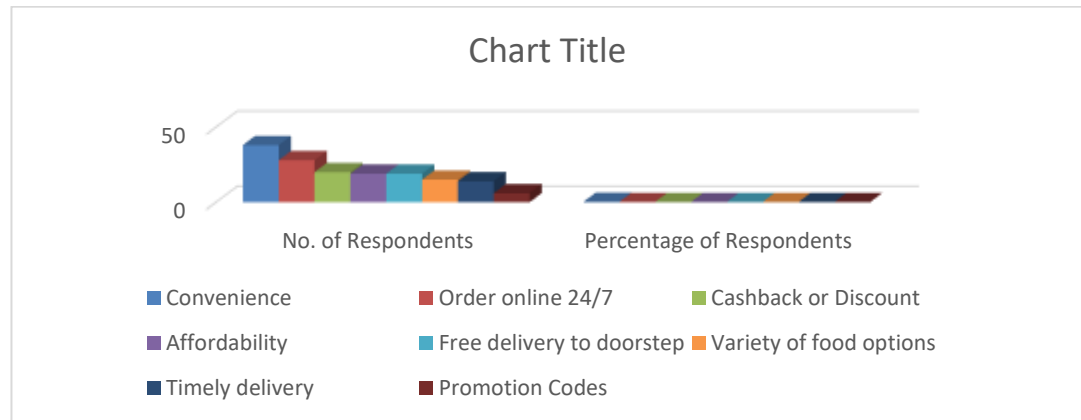 Chart Title
50
0
No. of Respondents Percentage of Respondents
Convenience Order online 24/7 Cashback or Discount
Affordability Free delivery to doorstep Variety of food options
Timely delivery Promotion Codes